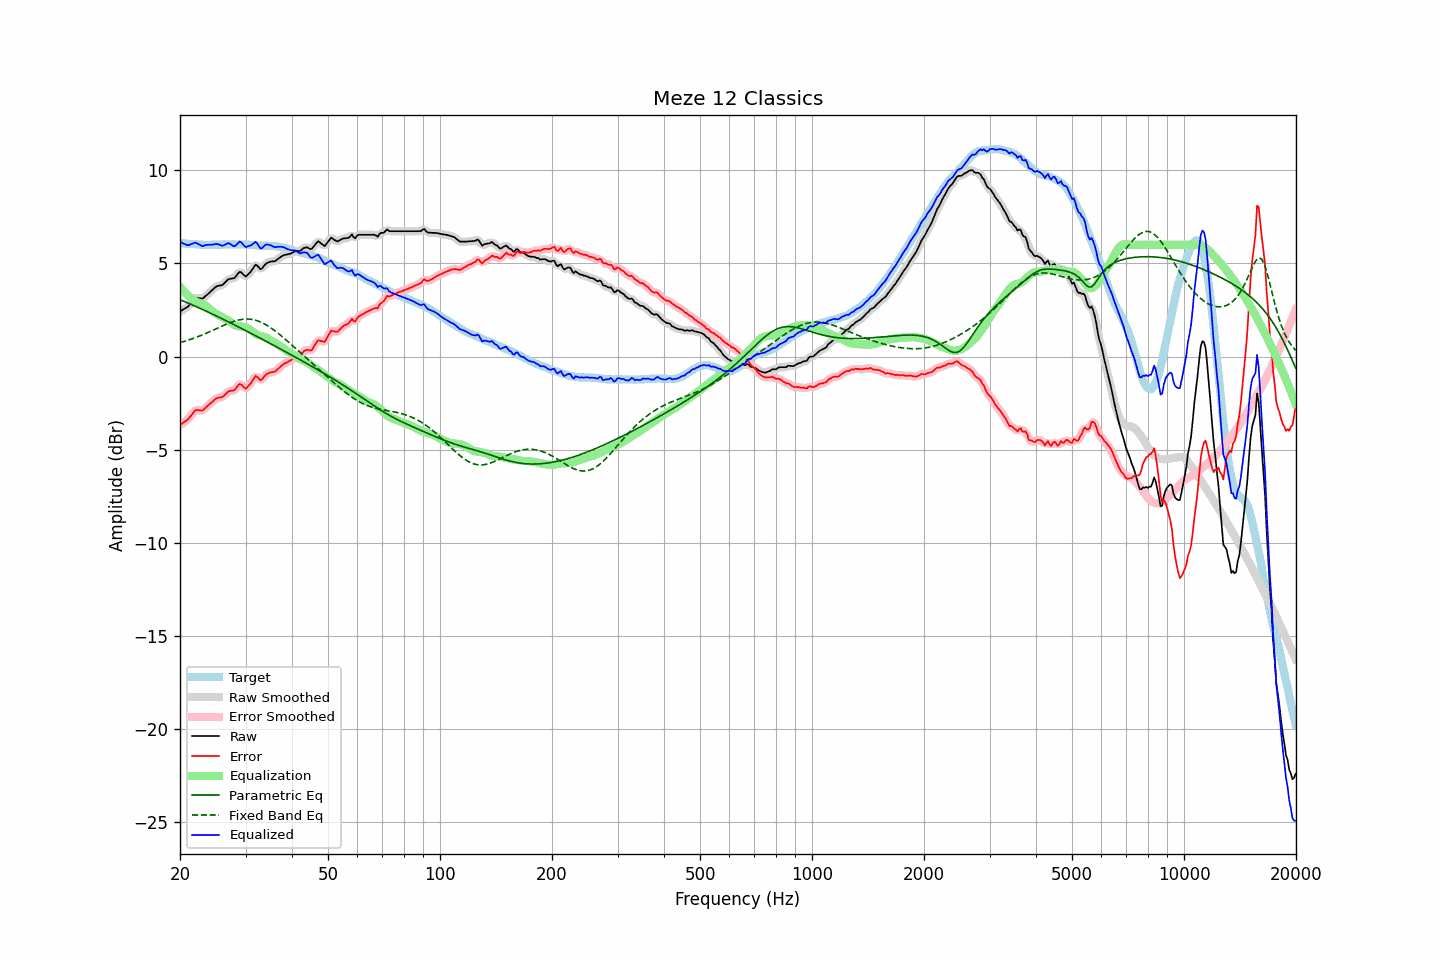 Meze 12 Classics
Amplitude (dBr)
10
5
0
−5
−10
−15
−20
−25
Target
Raw Smoothed
Error Smoothed
Raw
Error
Equalization
Parametric Eq
Fixed Band Eq
Equalized
20 50 100 200 500 1000 2000 5000 10000 20000
Frequency (Hz)